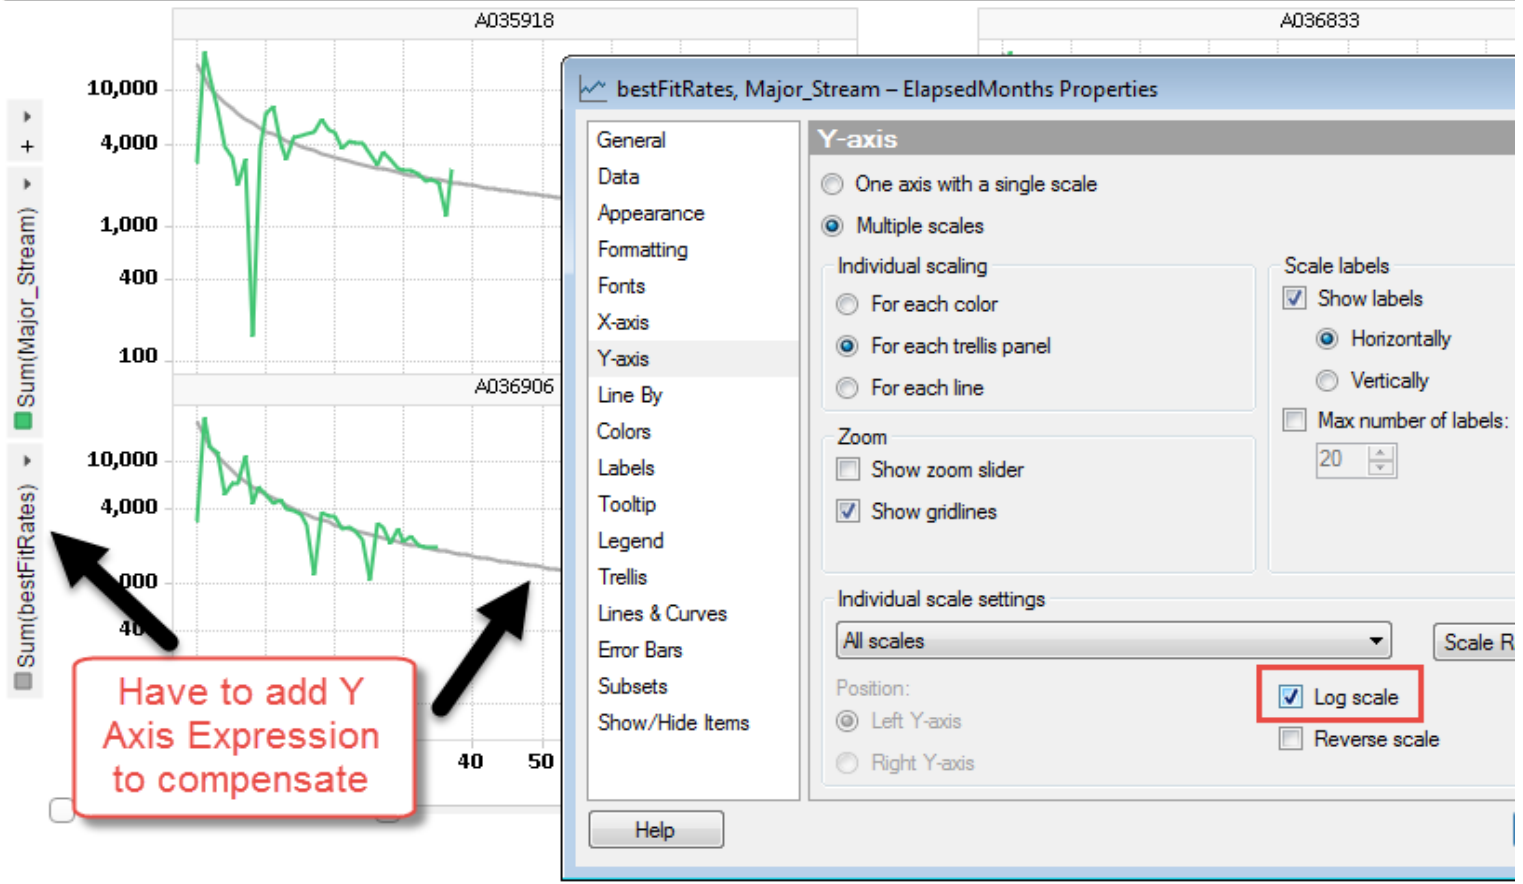 A035918
A036833
10,000
4,000
1,000
400
100
+
Sum(Major_Stream)
Sum(bestFitRates)
A036906
10,000
4,000
000
40
40
50
Have to add Y
Axis Expression
to compensate
bestFitRates, Major_Stream – ElapsedMonths Properties
General
Data
Appearance
Formatting
Fonts
X-axis
Y-axis
Line By
Colors
Labels
Tooltip
Legend
Trellis
Lines & Curves
Error Bars
Subsets
Show/Hide Items
Y-axis
One axis with a single scale
Multiple scales
Individual scaling
For each color
For each trellis panel
For each line
Scale labels
Show labels
Horizontally
Vertically
Max number of labels:
20
Zoom
Show zoom slider
Show gridlines
Individual scale settings
All scales
Scale R
Position:
Left Y-axis
Right Y-axis
Log scale
Reverse scale
Help